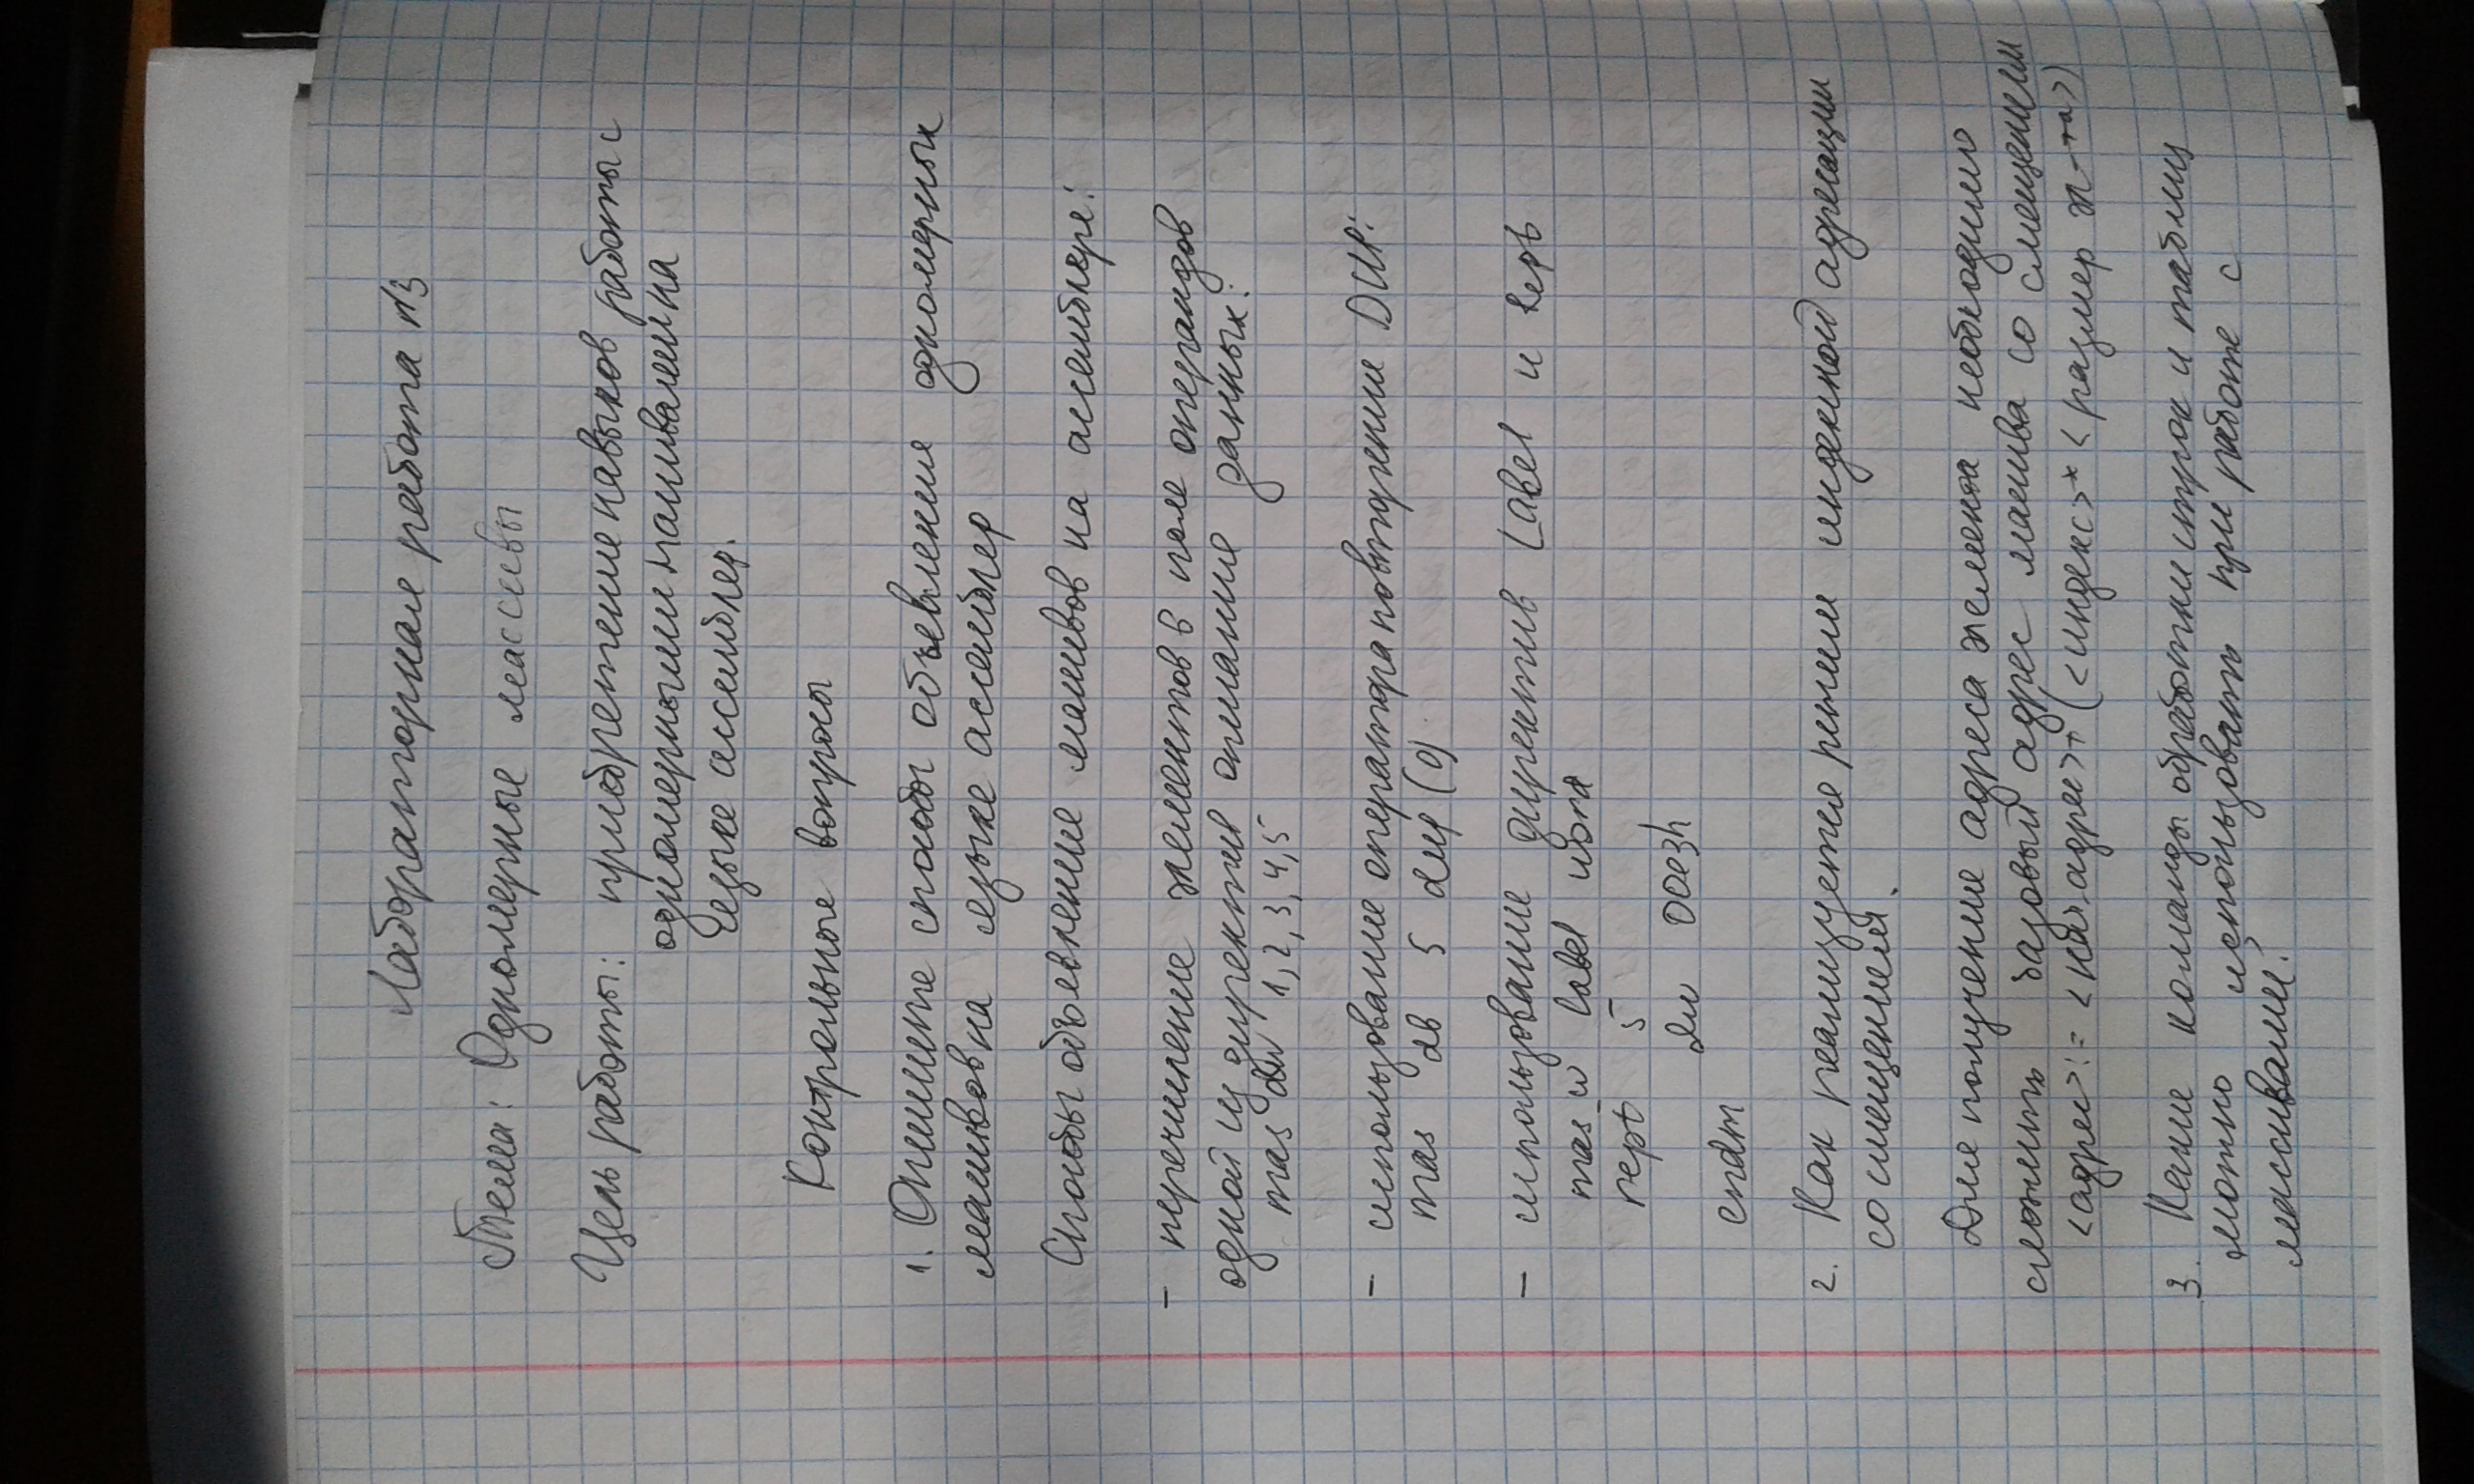 Лабораторная работа №3
Тема: Одномерные массивы
Цель работы: приобретение навыков работы с
одномерными массивами на
языке ассемблер.
Контрольные вопросы
1. Опишите способы объявления одномерных
массивов на языке ассемблер
Способы объявления массивов на ассемблере:
- перечисление элементов в поле операндов
одной из директив описания данных:
mas dw 1, 2, 3, 4, 5
- использование оператора повторения DUP:
mas db 5 dup (0)
- использование директив Label и Rept
mas_w label word
rept 5
dw 00e3h
endm
2. Как реализуется режим индексной адресации
со смещением.
Для получения адреса элемента необходимо
сложить базовый адрес массива со смещением
<адрес> := <нач. адрес> + (<индекс> * <размер эл-та>)
3. Какие команды обработки строк и таблиц
можно использовать при работе с
массивами?